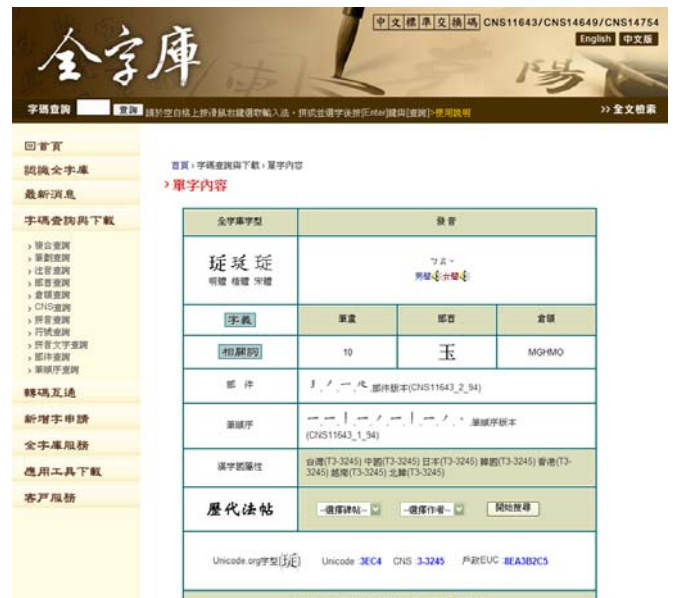 全字庫
中文標準交換碼 CNS11643/CNS14649/CNS14754
English 中文版
字碼查詢 查詢 請於空白格上按滑鼠右鍵選取輸入法，拼成並選字後按[Enter]鍵與[查詢]>使用說明 >> 全文檢索
回首頁
認識全字庫
最新消息
字碼查詢與下載
› 複合查詢
› 筆劃查詢
› 注音查詢
› 部首查詢
› 倉頡查詢
› CNS查詢
› 拼音查詢
› 符號查詢
› 拼音文字查詢
› 部件查詢
› 筆順序查詢
轉碼互通
新增字申請
全字庫服務
應用工具下載
客戶服務
首頁 › 字碼查詢與下載 › 單字內容
› 單字內容
全字庫字型 發音
明體 楷體 宋體
男聲 女聲
字義 筆畫 部首 倉頡
相關詞 10 玉 MGHMO
部件 部件版本(CNS11643_2_94)
筆順序 筆順序版本
(CNS11643_1_94)
漢字國屬性 台灣(T3-3245) 中國(T3-3245) 日本(T3-3245) 韓國(T3-3245) 香港(T3-
3245) 越南(T3-3245) 北韓(T3-3245)
歷代法帖 --選擇碑帖-- --選擇作者-- 開始搜尋
Unicode.org字型[㻄] Unicode :3EC4 CNS :3-3245 戶政EUC :8EA3B2C5